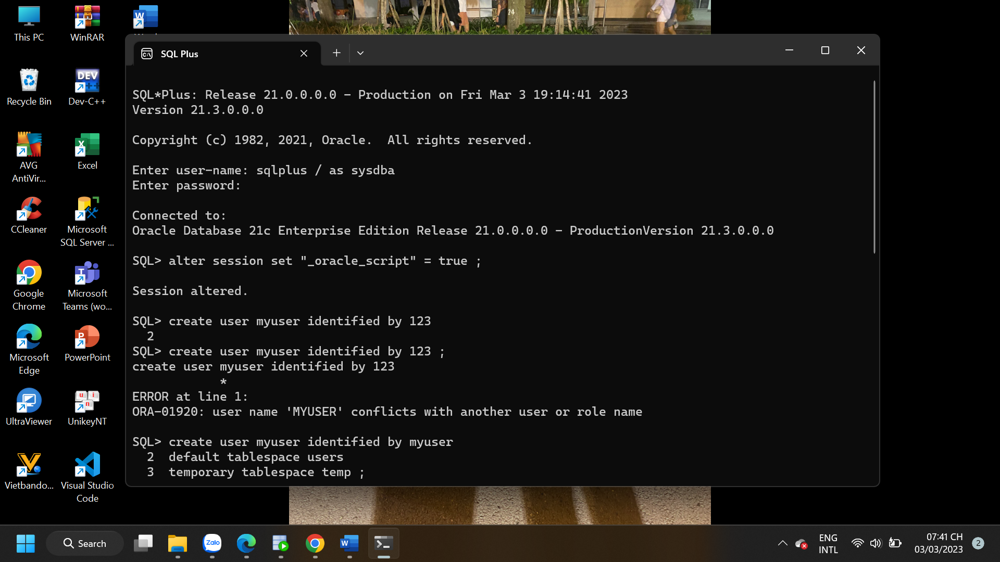 This PC
WinRAR
Recycle Bin
Dev-C++
AVG
AntiVir...
Excel
CCleaner
Microsoft
SQL Server ...
Google
Chrome
Microsoft
Teams (wo...
Microsoft
Edge
PowerPoint
UltraViewer
UnikeyNT
Vietbando...
Visual Studio
Code
24
SQL Plus
SQL*Plus: Release 21.0.0.0.0 - Production on Fri Mar 3 19:14:41 2023
Version 21.3.0.0.0
Copyright (c) 1982, 2021, Oracle.  All rights reserved.
Enter user-name: sqlplus / as sysdba
Enter password:
Connected to:
Oracle Database 21c Enterprise Edition Release 21.0.0.0.0 - ProductionVersion 21.3.0.0.0
SQL> alter session set "_oracle_script" = true ;
Session altered.
SQL> create user myuser identified by 123
2
SQL> create user myuser identified by 123 ;
create user myuser identified by 123
*
ERROR at line 1:
ORA-01920: user name 'MYUSER' conflicts with another user or role name
SQL> create user myuser identified by myuser
2  default tablespace users
3  temporary tablespace temp ;
Search
Zalo
ENG
INTL
07:41 CH
03/03/2023
2